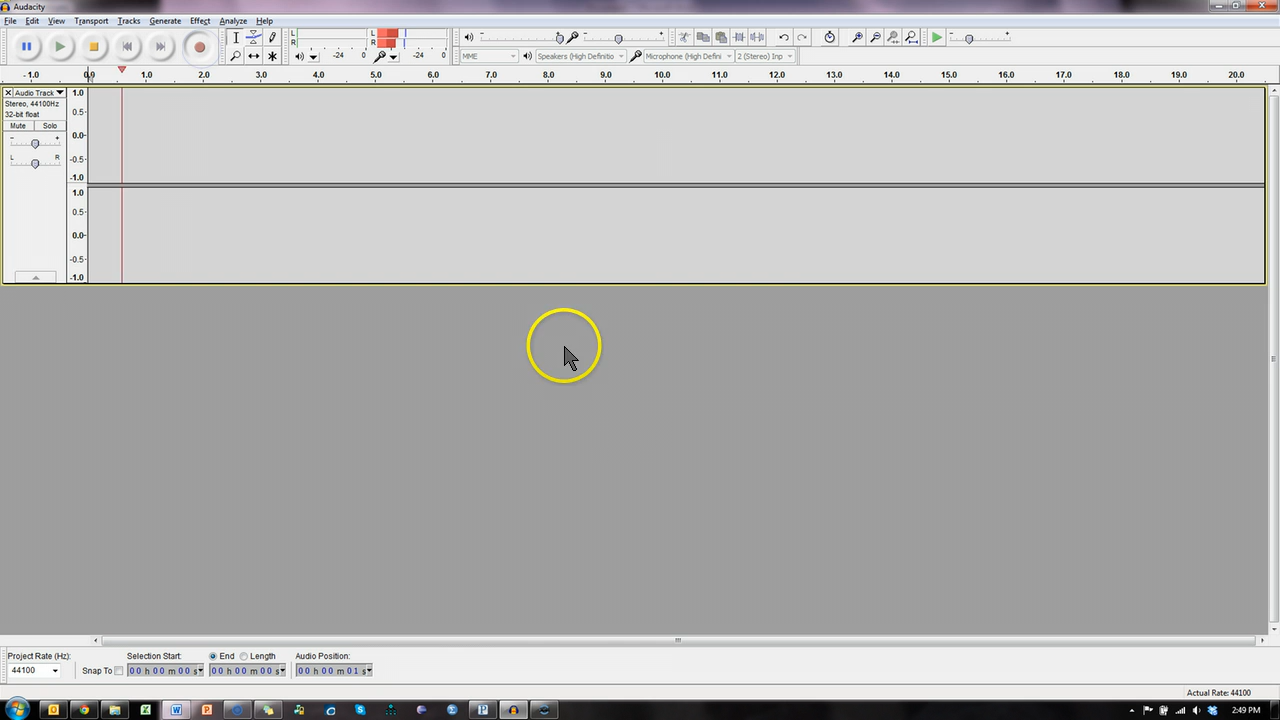 Audacity
File Edit View Transport Tracks Generate Effect Analyze Help
L R -24 0 L R -24 0
MME Speakers (High Definitio Microphone (High Defini 2 (Stereo) Inp
- 1.0 0.0 1.0 2.0 3.0 4.0 5.0 6.0 7.0 8.0 9.0 10.0 11.0 12.0 13.0 14.0 15.0 16.0 17.0 18.0 19.0 20.0
Audio Track
Stereo, 44100Hz
32-bit float
Mute Solo
- +
L R
1.0
0.5
0.0
-0.5
-1.0
1.0
0.5
0.0
-0.5
-1.0
Project Rate (Hz): Selection Start: End Length Audio Position:
44100 Snap To 00 h 00 m 00 s 00 h 00 m 00 s 00 h 00 m 01 s
Actual Rate: 44100
2:49 PM